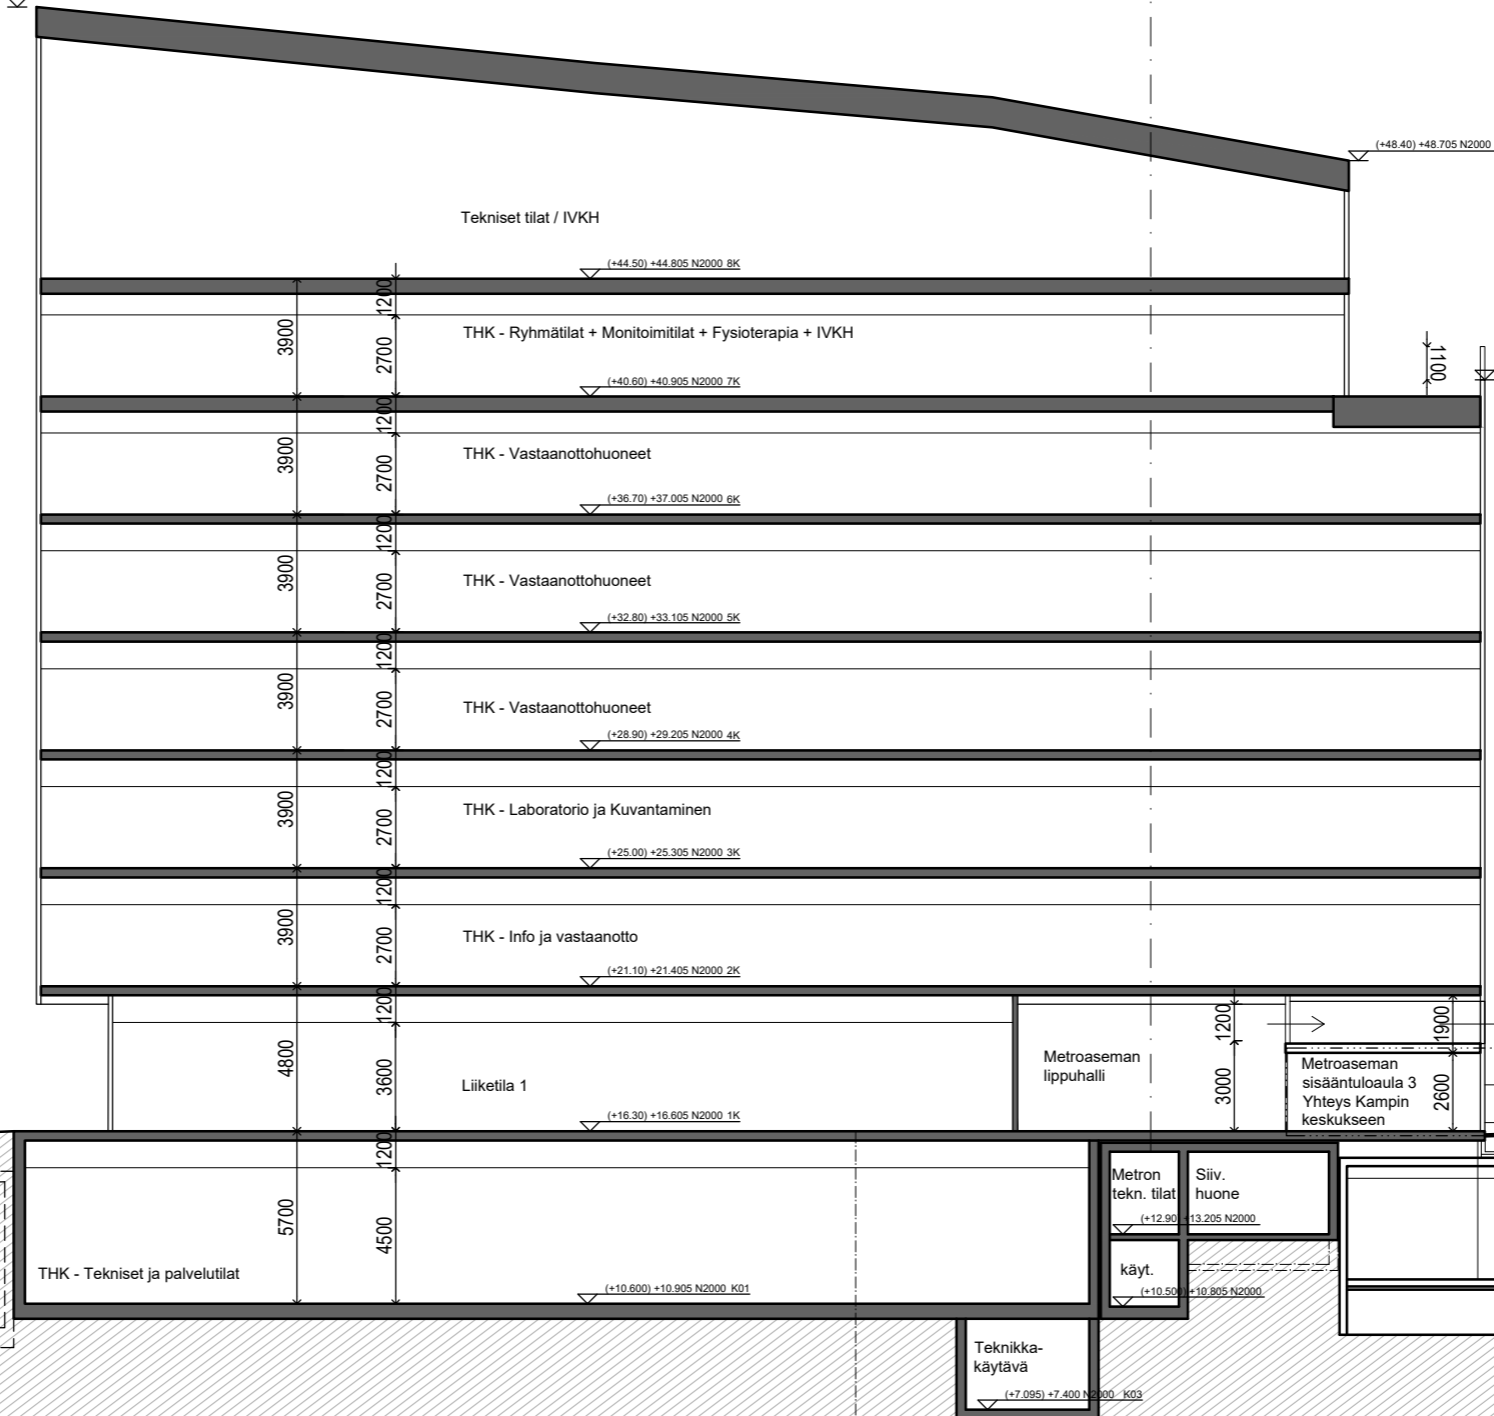 (+48.40) +48.705 N2000
Tekniset tilat / IVKH
(+44.50) +44.805 N2000 8K
1200
3900
THK - Ryhmätilat + Monitoimitilat + Fysioterapia + IVKH
2700
1100
(+40.60) +40.905 N2000 7K
1200
3900
THK - Vastaanottohuoneet
2700
(+36.70) +37.005 N2000 6K
1200
3900
THK - Vastaanottohuoneet
2700
(+32.80) +33.105 N2000 5K
1200
3900
THK - Vastaanottohuoneet
2700
(+28.90) +29.205 N2000 4K
1200
3900
THK - Laboratorio ja Kuvantaminen
2700
(+25.00) +25.305 N2000 3K
1200
3900
THK - Info ja vastaanotto
2700
(+21.10) +21.405 N2000 2K
1200
4800
3600
Liiketila 1
(+16.30) +16.605 N2000 1K
Metroaseman
lippuhalli
1200
3000
1900
Metroaseman
sisääntuloaula 3
Yhteys Kampin
keskukseen
2600
1200
5700
4500
THK - Tekniset ja palvelutilat
(+10.600) +10.905 N2000 K01
Metron
tekn. tilat
Siiv.
huone
(+12.90) +13.205 N2000
käyt.
(+10.500) +10.805 N2000
Teknikka-
käytävä
(+7.095) +7.400 N2000 K03